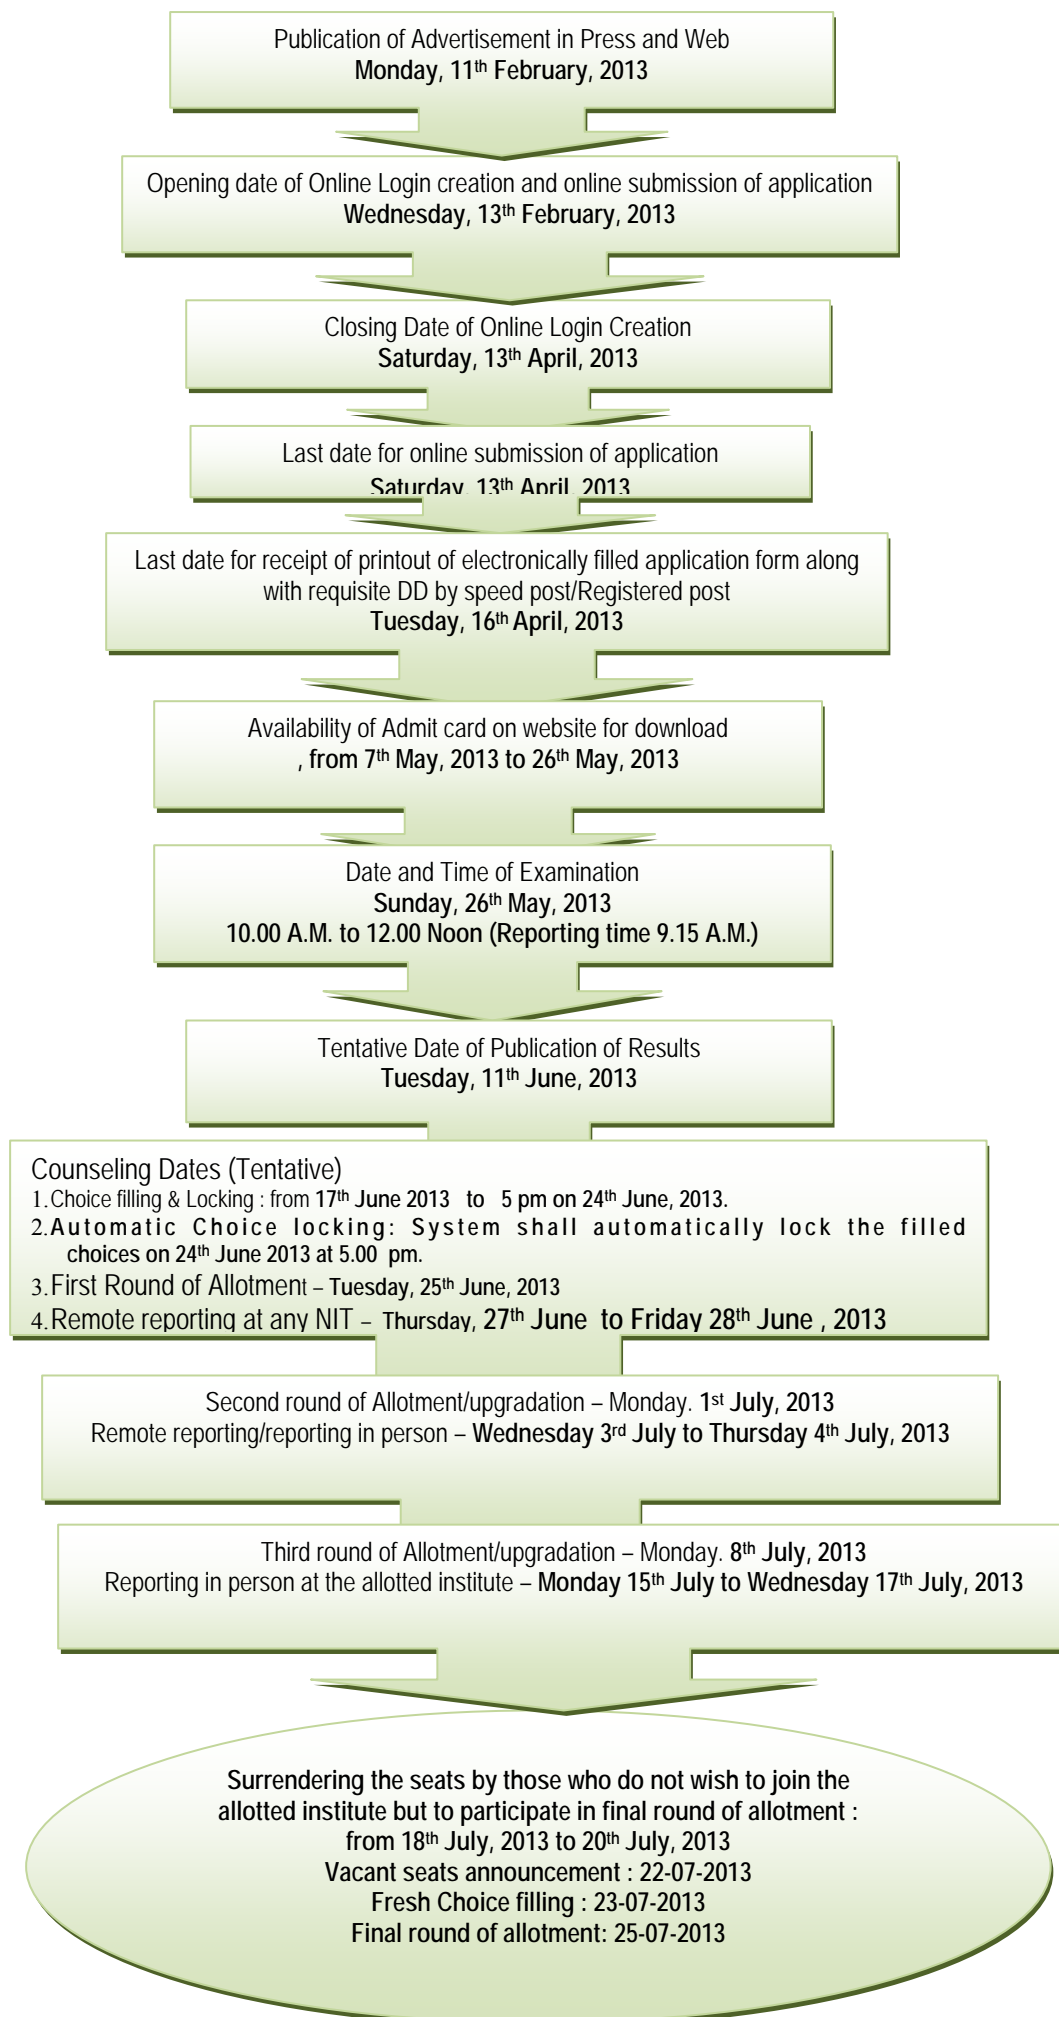 Publication of Advertisement in Press and Web
Monday, 11th February, 2013
Opening date of Online Login creation and online submission of application
Wednesday, 13th February, 2013
Closing Date of Online Login Creation
Saturday, 13th April, 2013
Last date for online submission of application
Saturday, 13th April, 2013
Last date for receipt of printout of electronically filled application form along
with requisite DD by speed post/Registered post
Tuesday, 16th April, 2013
Availability of Admit card on website for download
, from 7th May, 2013 to 26th May, 2013
Date and Time of Examination
Sunday, 26th May, 2013
10.00 A.M. to 12.00 Noon (Reporting time 9.15 A.M.)
Tentative Date of Publication of Results
Tuesday, 11th June, 2013
Counseling Dates (Tentative)
1. Choice filling & Locking : from 17th June 2013 to 5 pm on 24th June, 2013.
2. Automatic Choice locking: System shall automatically lock the filled
choices on 24th June 2013 at 5.00 pm.
3. First Round of Allotment – Tuesday, 25th June, 2013
4. Remote reporting at any NIT – Thursday, 27th June to Friday 28th June , 2013
Second round of Allotment/upgradation – Monday. 1st July, 2013
Remote reporting/reporting in person – Wednesday 3rd July to Thursday 4th July, 2013
Third round of Allotment/upgradation – Monday. 8th July, 2013
Reporting in person at the allotted institute – Monday 15th July to Wednesday 17th July, 2013
Surrendering the seats by those who do not wish to join the
allotted institute but to participate in final round of allotment :
from 18th July, 2013 to 20th July, 2013
Vacant seats announcement : 22-07-2013
Fresh Choice filling : 23-07-2013
Final round of allotment: 25-07-2013